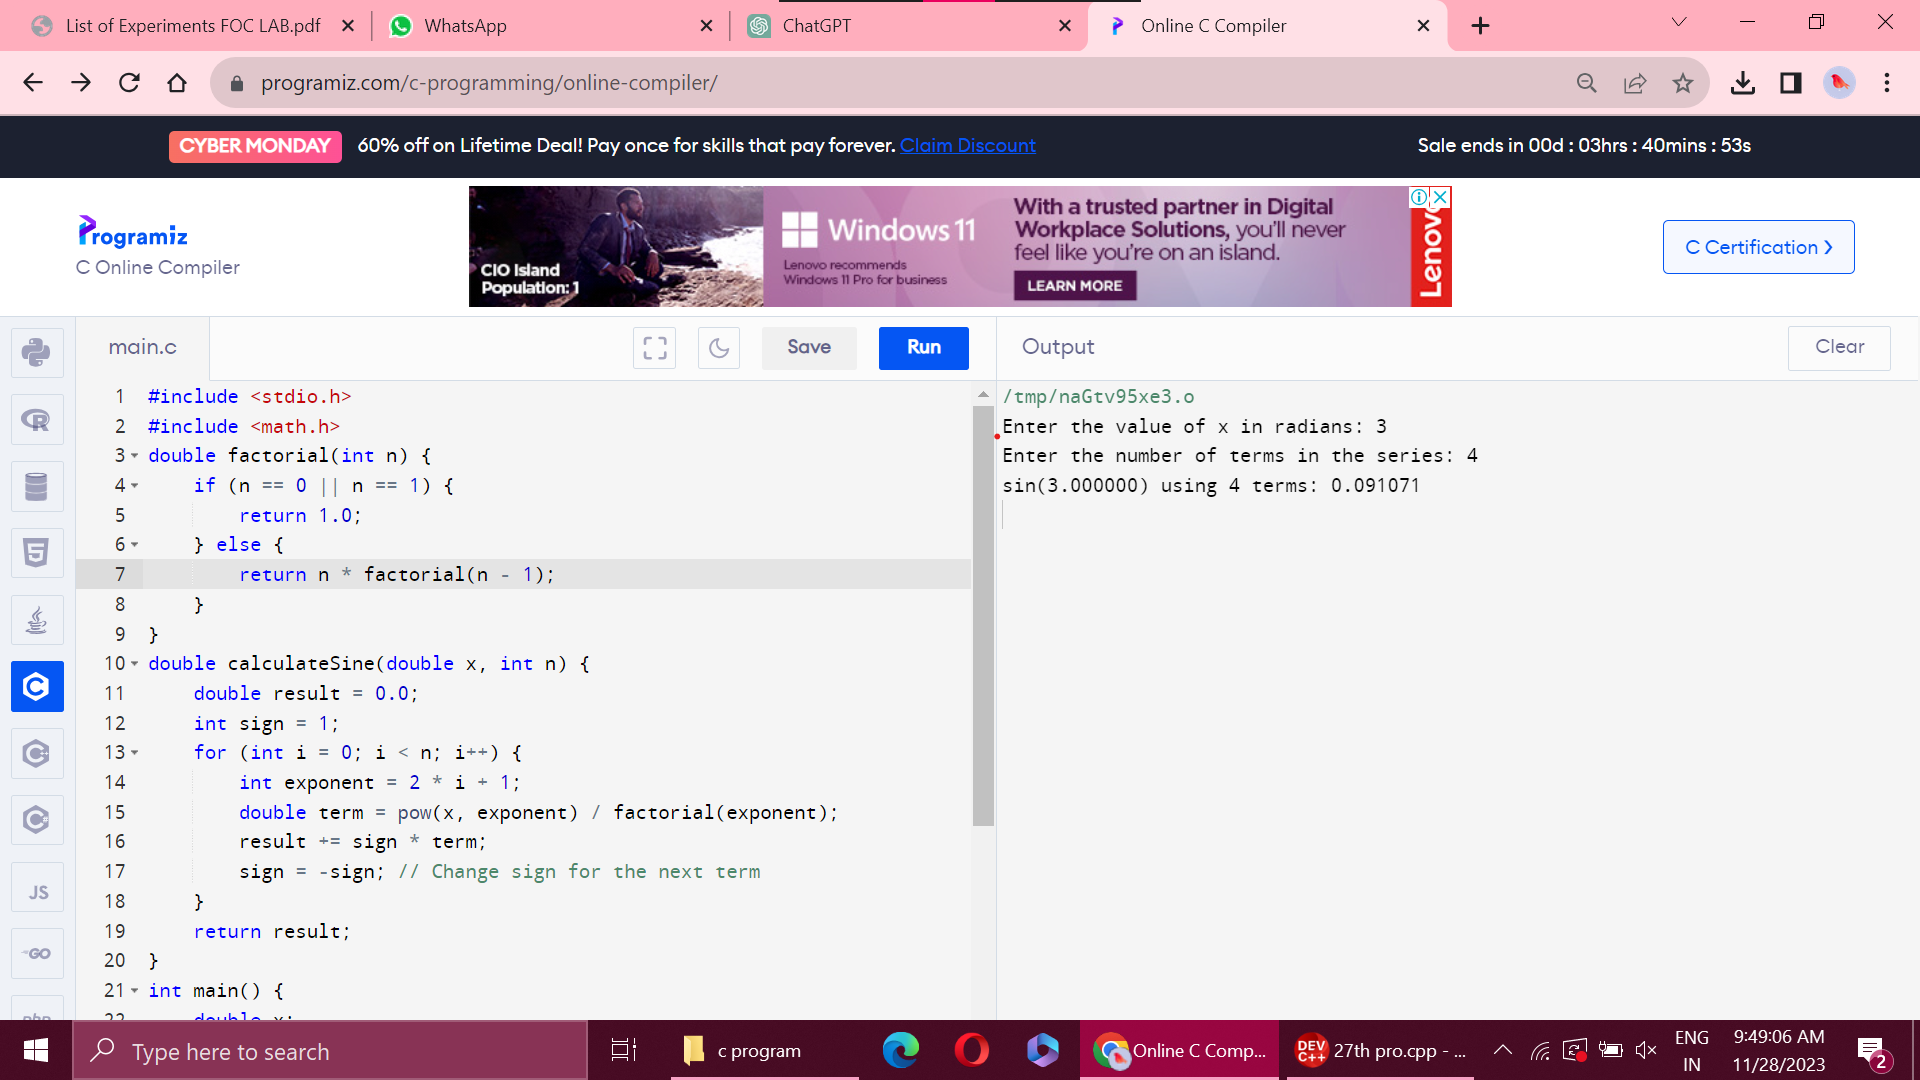 List of Experiments FOC LAB.pdf
WhatsApp
ChatGPT
Online C Compiler
programiz.com/c-programming/online-compiler/
CYBER MONDAY 60% off on Lifetime Deal! Pay once for skills that pay forever. Claim Discount
Sale ends in 00d : 03hrs : 40mins : 53s
Programiz
C Online Compiler
CIO Island
Population: 1
Windows 11
Lenovo recommends
Windows 11 Pro for business
With a trusted partner in Digital
Workplace Solutions, you'll never
feel like you're on an island.
LEARN MORE
Lenovo
C Certification
main.c
Save
Run
Output
Clear
1 #include <stdio.h>
2 #include <math.h>
3 double factorial(int n) {
4 if (n == 0 || n == 1) {
5 return 1.0;
6 } else {
7 return n * factorial(n - 1);
8 }
9 }
10 double calculateSine(double x, int n) {
11 double result = 0.0;
12 int sign = 1;
13 for (int i = 0; i < n; i++) {
14 int exponent = 2 * i + 1;
15 double term = pow(x, exponent) / factorial(exponent);
16 result += sign * term;
17 sign = -sign; // Change sign for the next term
18 }
19 return result;
20 }
21 int main() {
22 double x;
/tmp/naGtv95xe3.o
Enter the value of x in radians: 3
Enter the number of terms in the series: 4
sin(3.000000) using 4 terms: 0.091071
JS
GO
php
Type here to search
c program
Online C Comp...
DEV
C++
27th pro.cpp - ...
ENG
IN
9:49:06 AM
11/28/2023
2